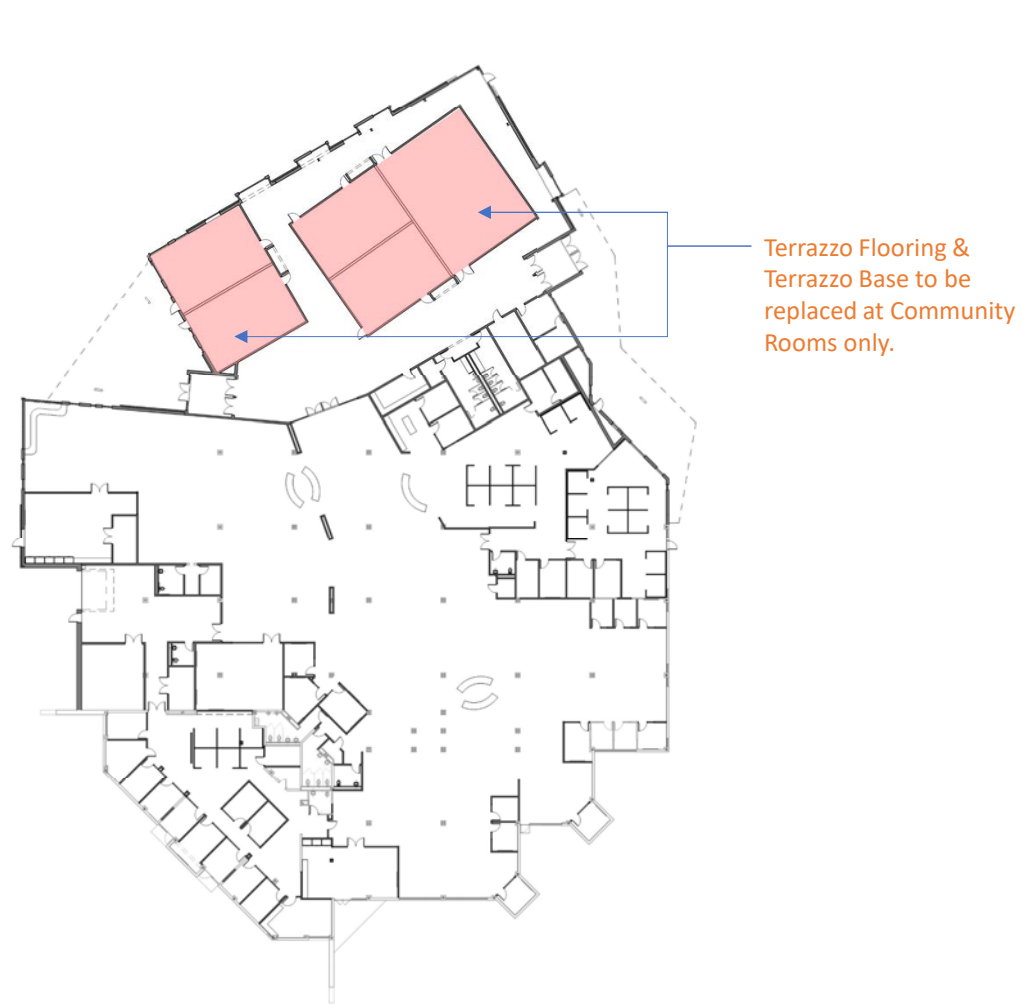 Terrazzo Flooring &
Terrazzo Base to be
replaced at Community
Rooms only.